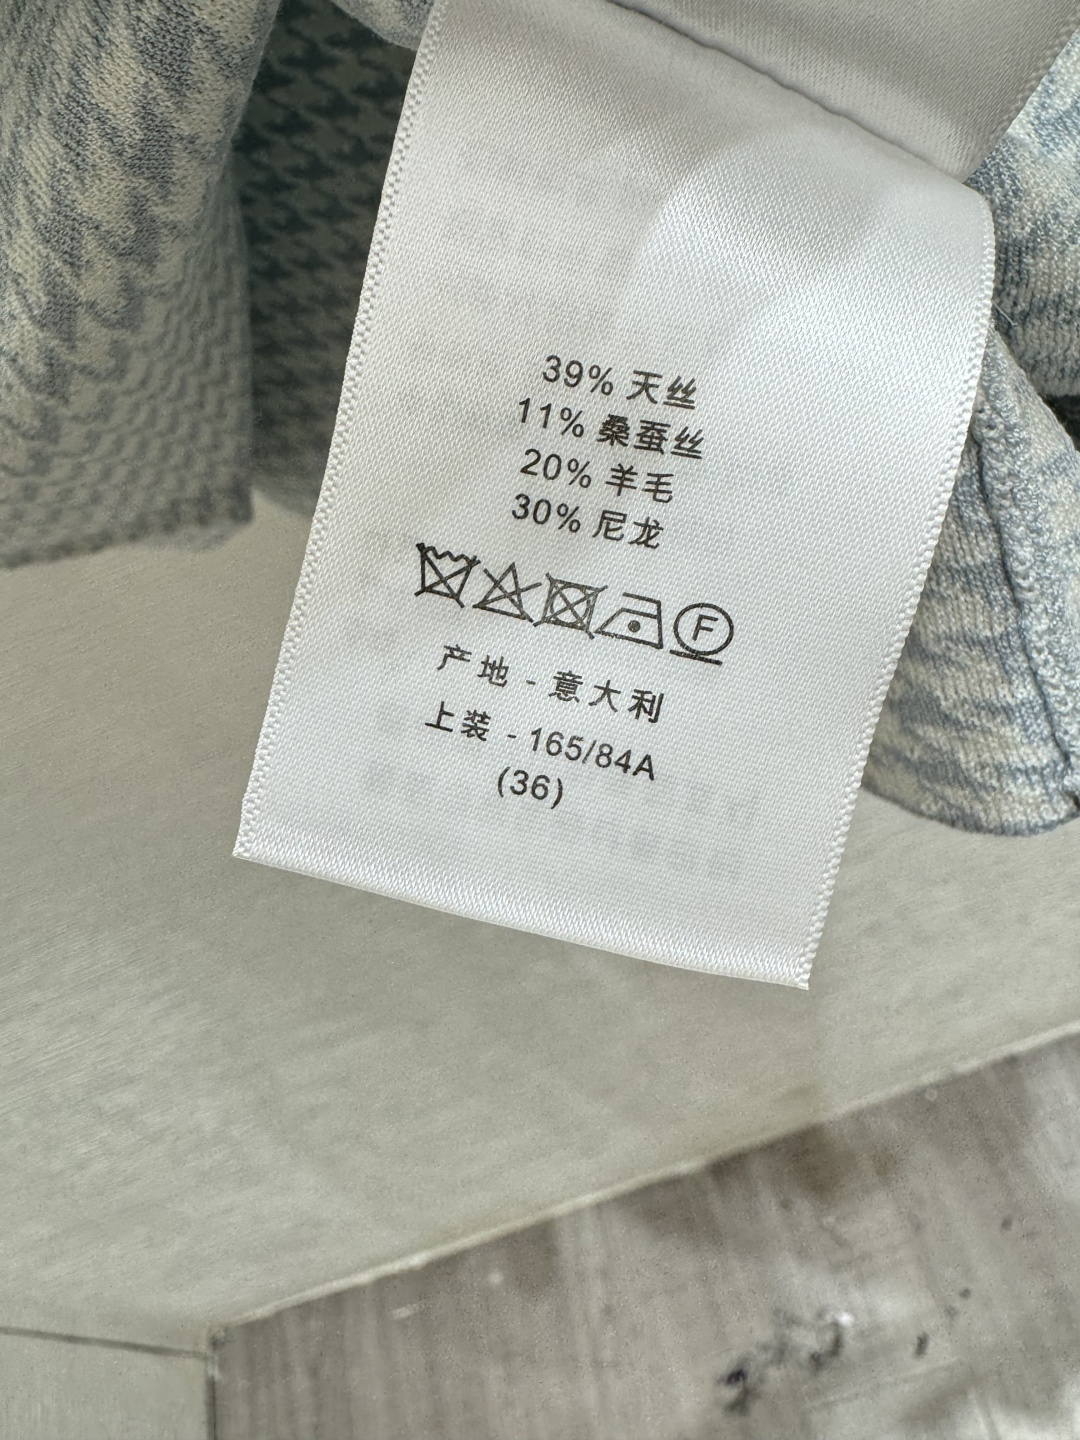 39% 天丝
11% 桑蚕丝
20% 羊毛
30% 尼龙
F
产地 - 意大利
上装 - 165/84A
(36)